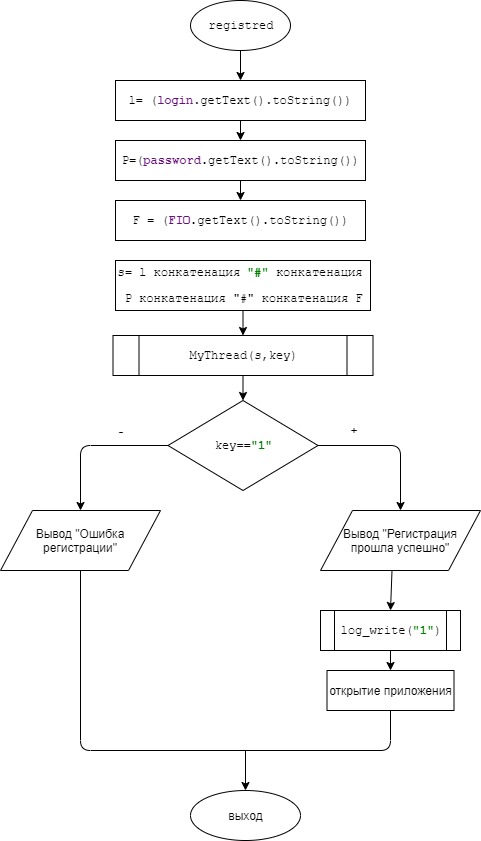 registred
l= (login.getText().toString())
P=(password.getText().toString())
F = (FIO.getText().toString())
s= l конкатенация "#" конкатенация
P конкатенация "#" конкатенация F
MyThread(s,key)
key=="1"
-
+
Вывод "Ошибка
регистрации"
Вывод "Регистрация
прошла успешно"
log_write("1")
открытие приложения
выход